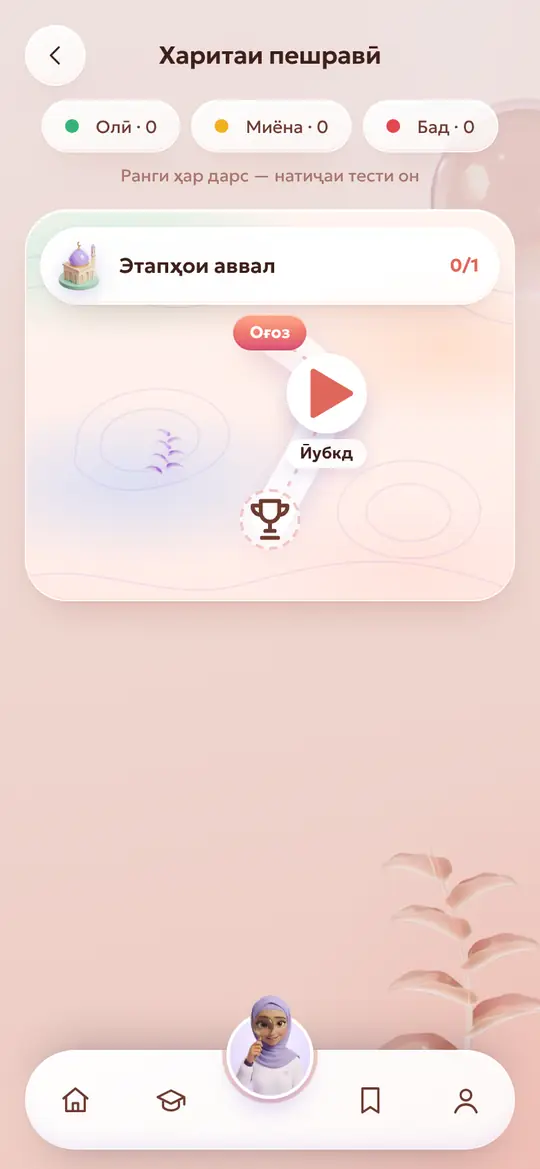 Харитаи пешравӣ
Олӣ · 0
Миёна · 0
Бад · 0
Ранги ҳар дарс — натиҷаи тести он
Этапҳои аввал
0/1
Оғоз
Йубкд